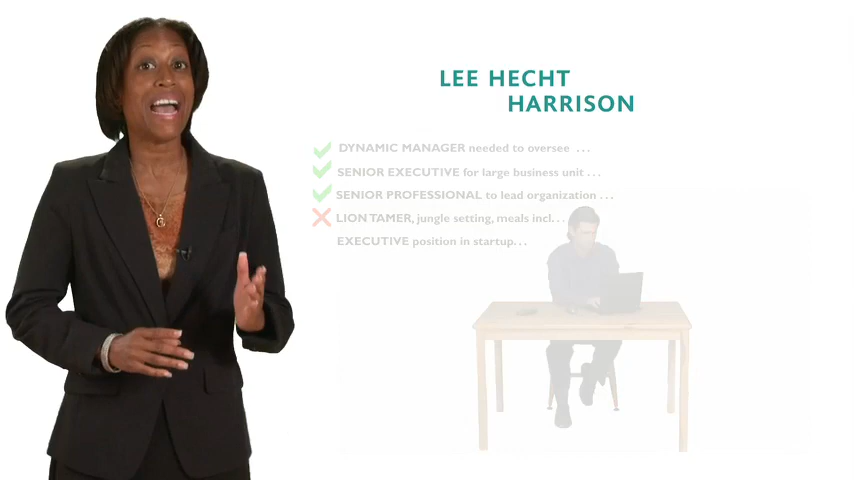 LEE HECHT
HARRISON
DYNAMIC MANAGER needed to oversee ...
SENIOR EXECUTIVE for large business unit ...
SENIOR PROFESSIONAL to lead organization ...
LION TAMER, jungle setting, meals incl...
EXECUTIVE position in startup...